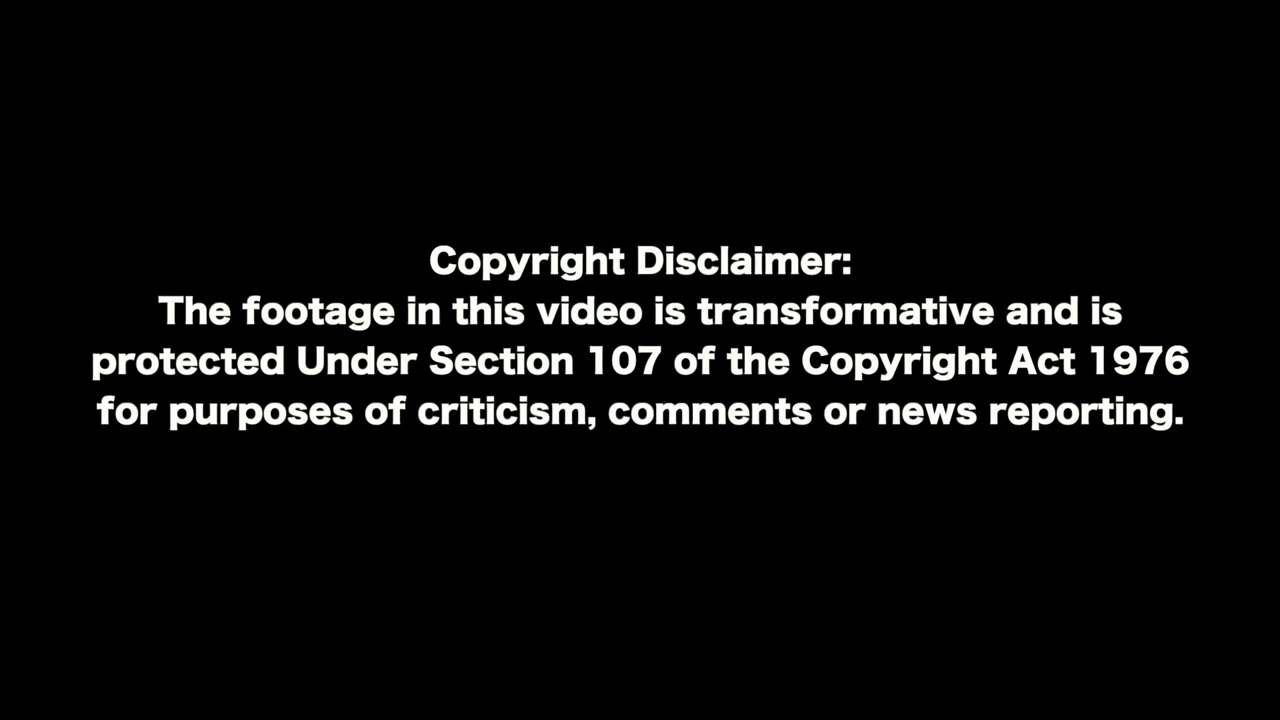 Copyright Disclaimer:
The footage in this video is transformative and is
protected Under Section 107 of the Copyright Act 1976
for purposes of criticism, comments or news reporting.